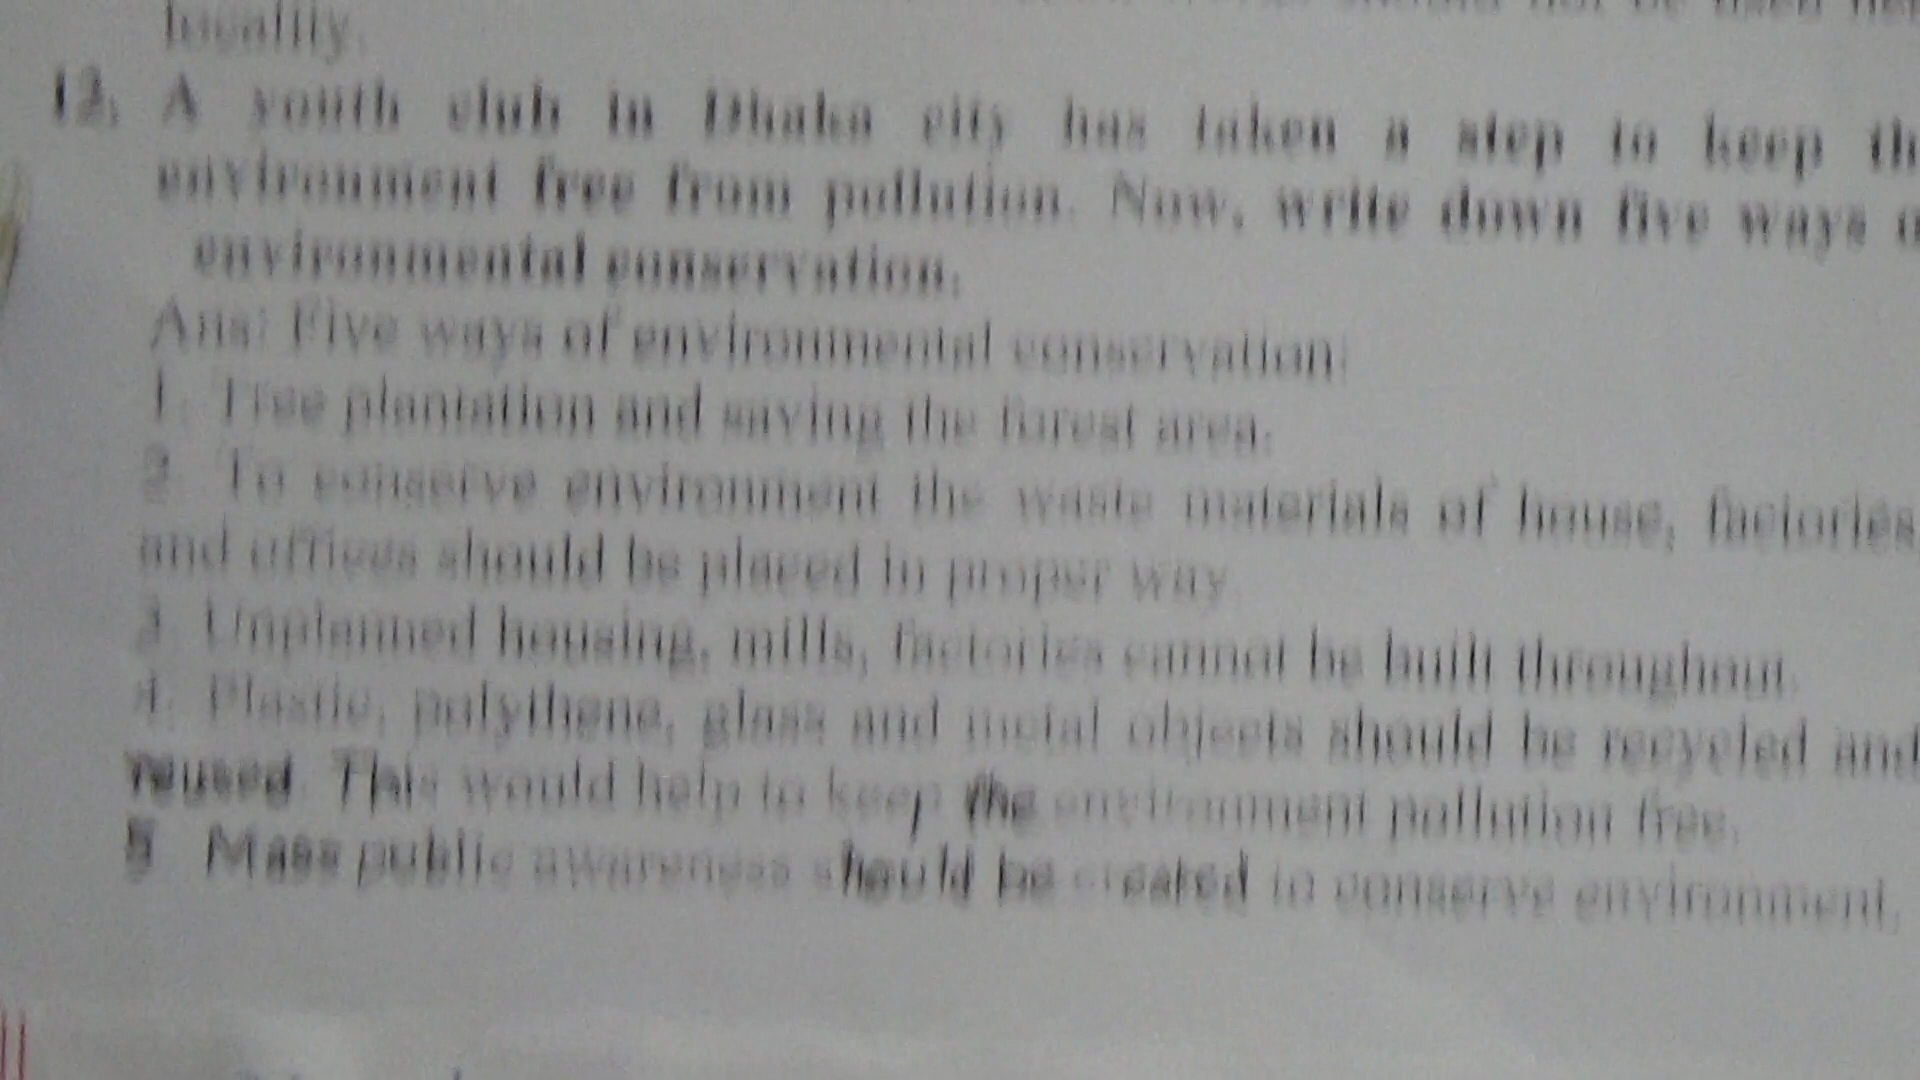 locality.
A youth club in Dhaka city has taken a step to keep
environment free from pollution. Now, write down five ways
environmental conservation.
Ans: Five ways of environmental conservation:
1. Tree plantation and saving the forest area.
2. To conserve environment the waste materials of house, factories
and offices should be placed in proper way.
3. Unplanned housing, mills, factories cannot be built throughout.
4. Plastic, polythene, glass and metal objects should be recycled and
reused. This would help to keep the environment pollution free.
5. Mass public awareness should be created to conserve environment.